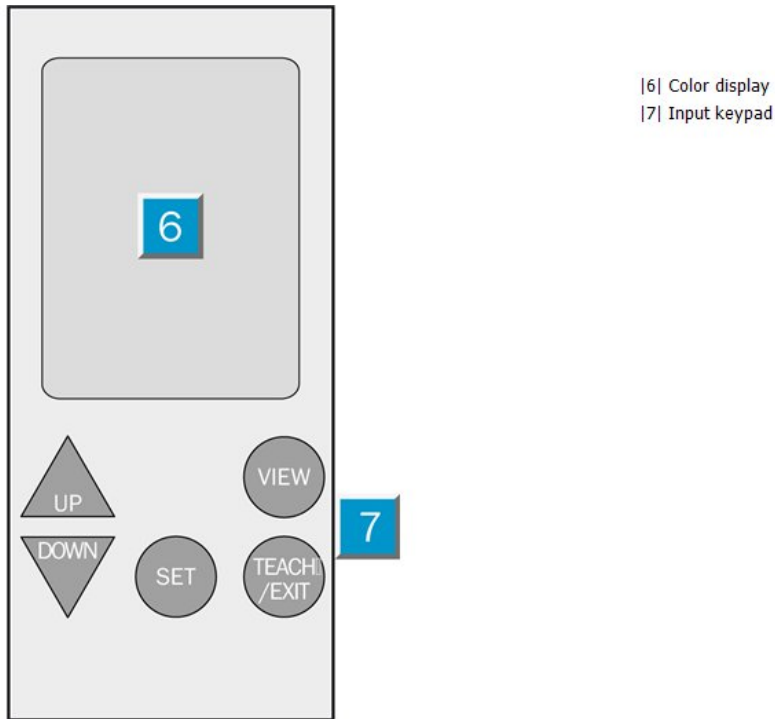 |6| Color display
|7| Input keypad
6
UP
VIEW
7
DOWN
SET
TEACH
/EXIT